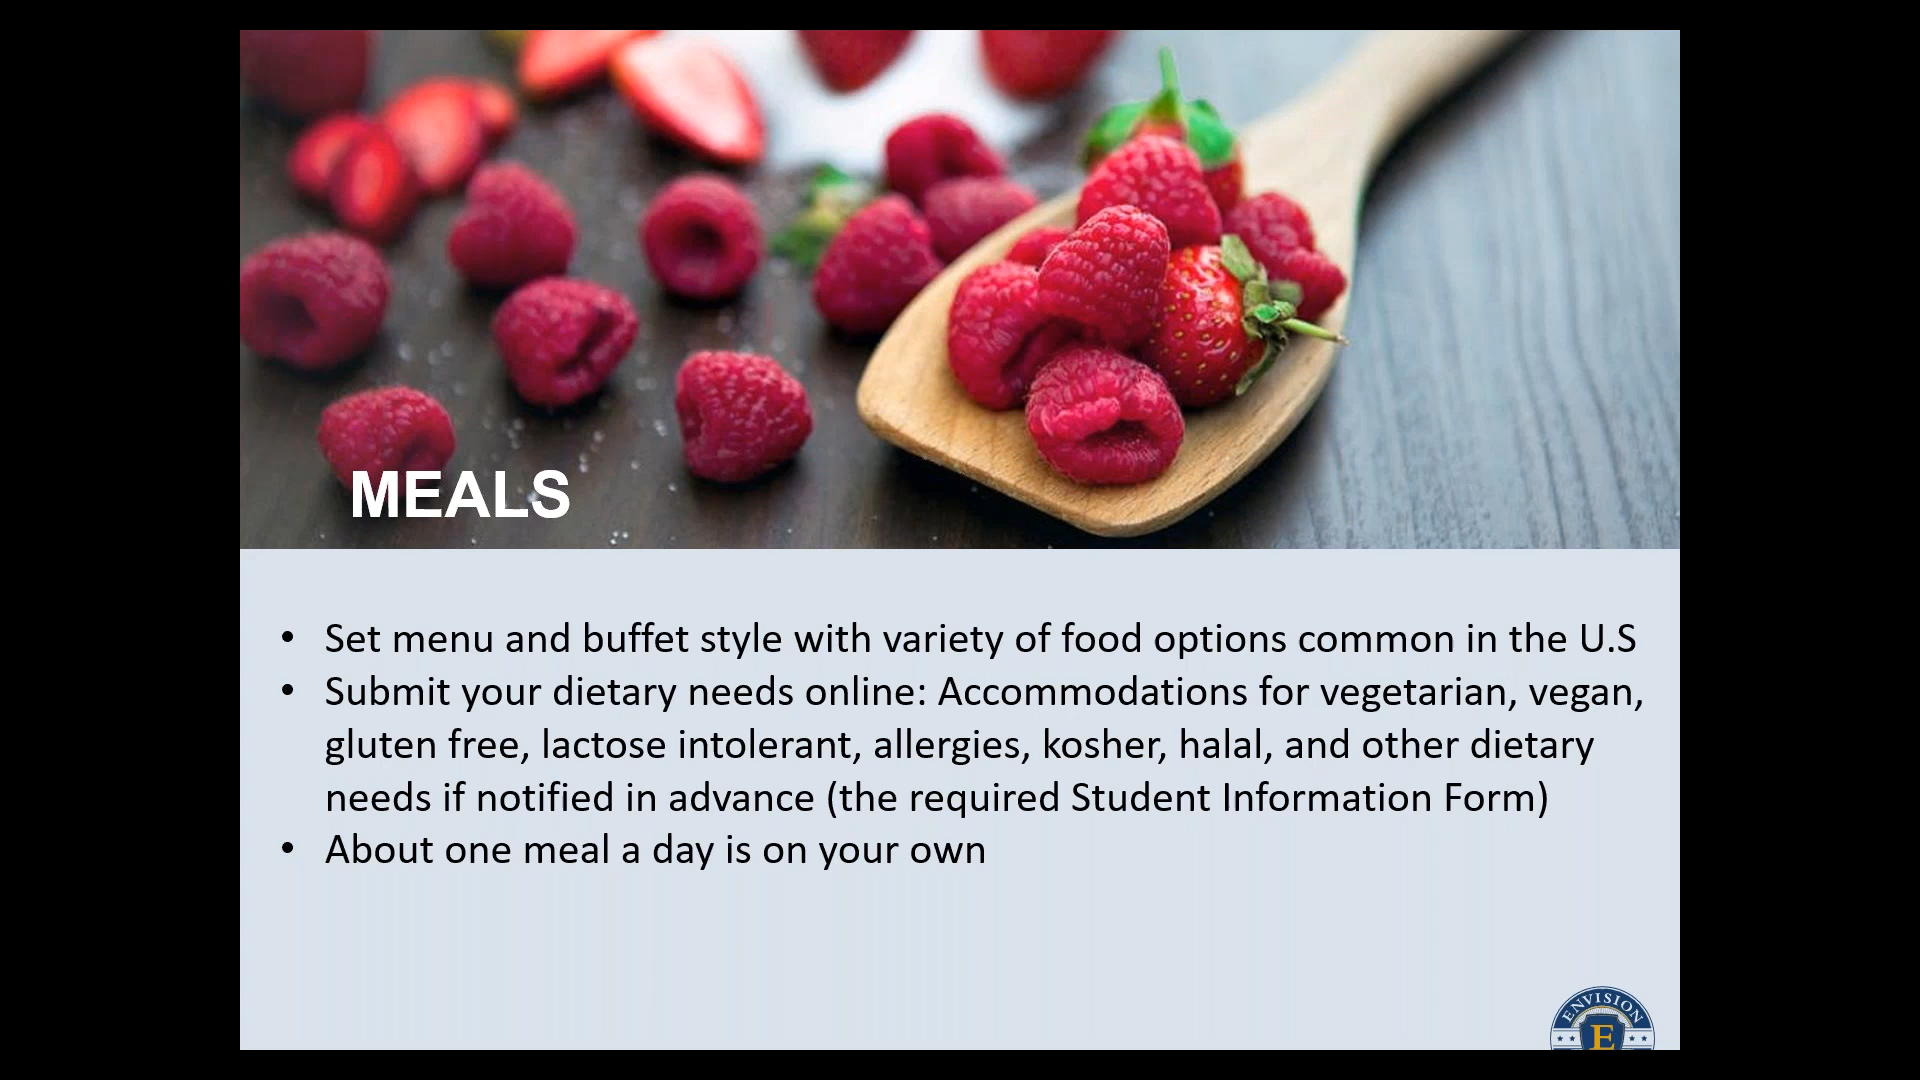 MEALS
• Set menu and buffet style with variety of food options common in the U.S
• Submit your dietary needs online: Accommodations for vegetarian, vegan,
gluten free, lactose intolerant, allergies, kosher, halal, and other dietary
needs if notified in advance (the required Student Information Form)
• About one meal a day is on your own
ENVISION
E